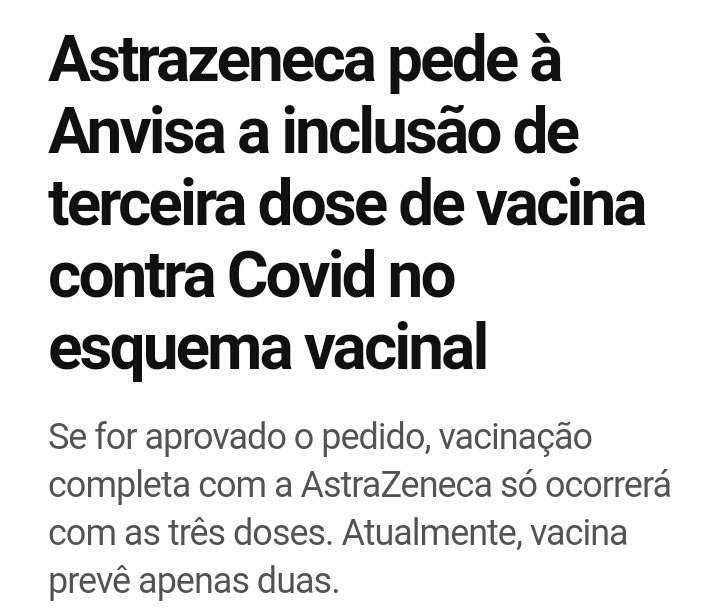 Astrazeneca pede à
Anvisa a inclusão de
terceira dose de vacina
contra Covid no
esquema vacinal
Se for aprovado o pedido, vacinação
completa com a AstraZeneca só ocorrerá
com as três doses. Atualmente, vacina
prevê apenas duas.